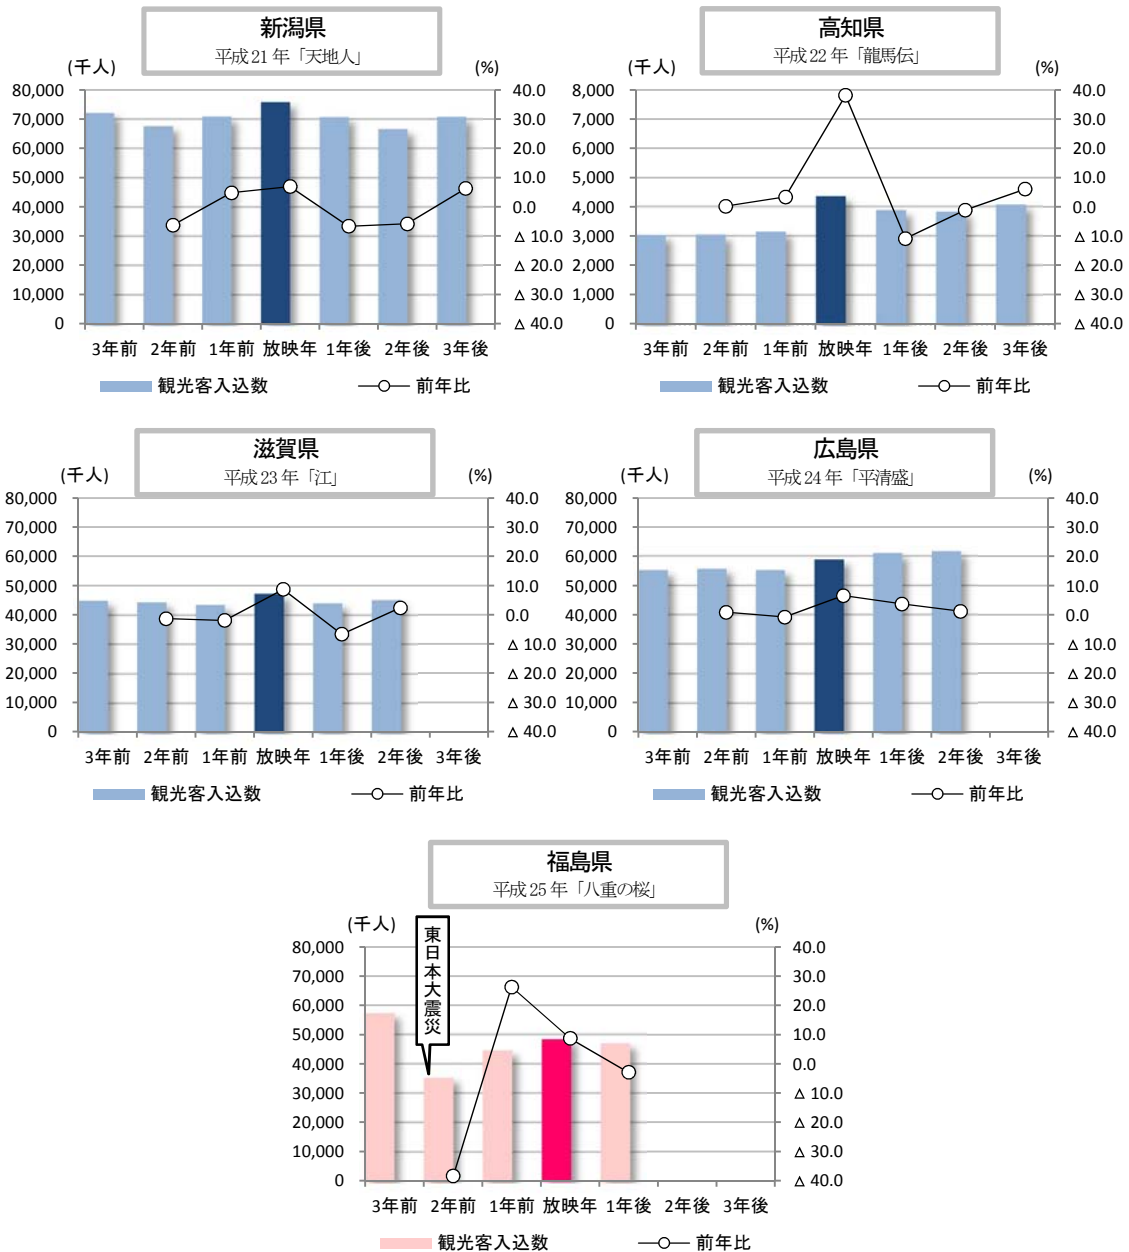 新潟県
平成21年「天地人」
(千人)
(%)
80,000
70,000
60,000
50,000
40,000
30,000
20,000
10,000
0
40.0
30.0
20.0
10.0
0.0
Δ 10.0
Δ 20.0
Δ 30.0
Δ 40.0
3年前 2年前 1年前 放映年 1年後 2年後 3年後
観光客入込数 前年比
高知県
平成22年「龍馬伝」
(千人)
(%)
8,000
7,000
6,000
5,000
4,000
3,000
2,000
1,000
0
40.0
30.0
20.0
10.0
0.0
Δ 10.0
Δ 20.0
Δ 30.0
Δ 40.0
3年前 2年前 1年前 放映年 1年後 2年後 3年後
観光客入込数 前年比
滋賀県
平成23年「江」
(千人)
(%)
80,000
70,000
60,000
50,000
40,000
30,000
20,000
10,000
0
40.0
30.0
20.0
10.0
0.0
Δ 10.0
Δ 20.0
Δ 30.0
Δ 40.0
3年前 2年前 1年前 放映年 1年後 2年後 3年後
観光客入込数 前年比
広島県
平成24年「平清盛」
(千人)
(%)
80,000
70,000
60,000
50,000
40,000
30,000
20,000
10,000
0
40.0
30.0
20.0
10.0
0.0
Δ 10.0
Δ 20.0
Δ 30.0
Δ 40.0
3年前 2年前 1年前 放映年 1年後 2年後 3年後
観光客入込数 前年比
福島県
平成25年「八重の桜」
(千人)
(%)
東日本大震災
80,000
70,000
60,000
50,000
40,000
30,000
20,000
10,000
0
40.0
30.0
20.0
10.0
0.0
Δ 10.0
Δ 20.0
Δ 30.0
Δ 40.0
3年前 2年前 1年前 放映年 1年後 2年後 3年後
観光客入込数 前年比